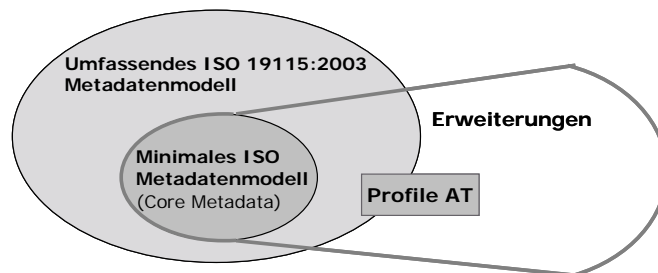 Umfassendes ISO 19115:2003
Metadatenmodell
Erweiterungen
Minimales ISO
Metadatenmodell
(Core Metadata)
Profile AT